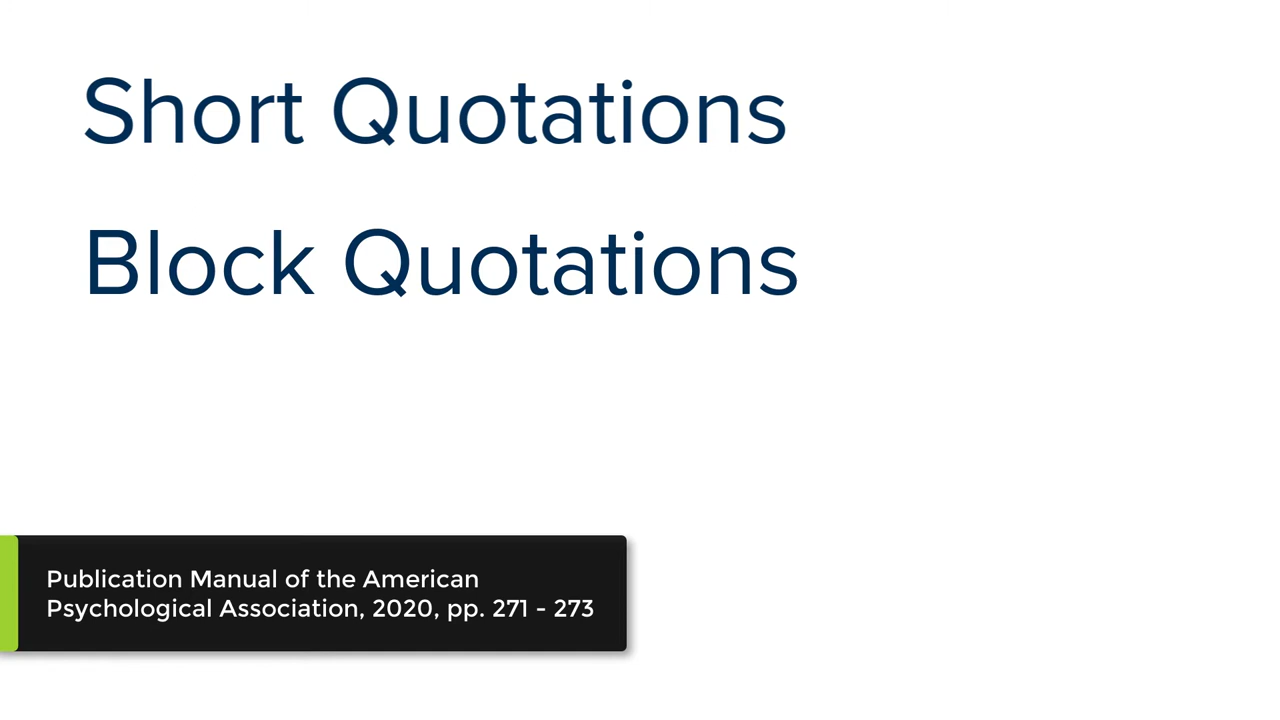 Short Quotations
Block Quotations
Publication Manual of the American
Psychological Association, 2020, pp. 271 - 273